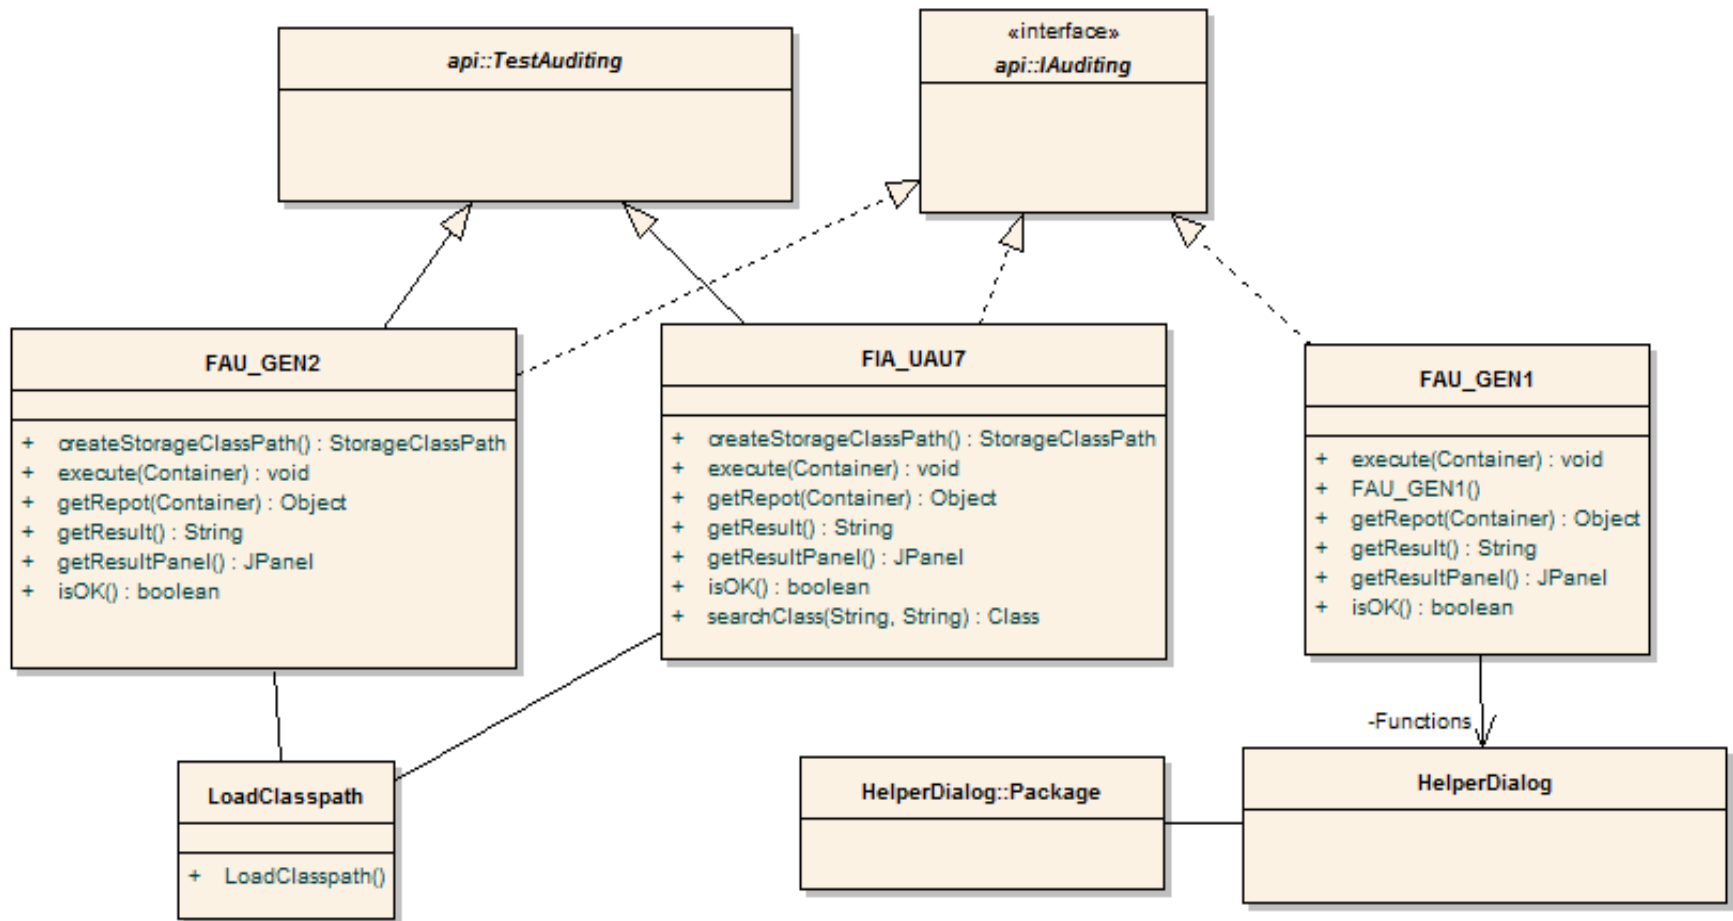 api::TestAuditing
«interface»
api::IAuditing
FAU_GEN2
+ createStorageClassPath() : StorageClassPath
+ execute(Container) : void
+ getRepot(Container) : Object
+ getResult() : String
+ getResultPanel() : JPanel
+ isOK() : boolean
FIA_UAU7
+ createStorageClassPath() : StorageClassPath
+ execute(Container) : void
+ getRepot(Container) : Object
+ getResult() : String
+ getResultPanel() : JPanel
+ isOK() : boolean
+ searchClass(String, String) : Class
FAU_GEN1
+ execute(Container) : void
+ FAU_GEN1()
+ getRepot(Container) : Object
+ getResult() : String
+ getResultPanel() : JPanel
+ isOK() : boolean
-Functions
LoadClasspath
+ LoadClasspath()
HelperDialog::Package
HelperDialog